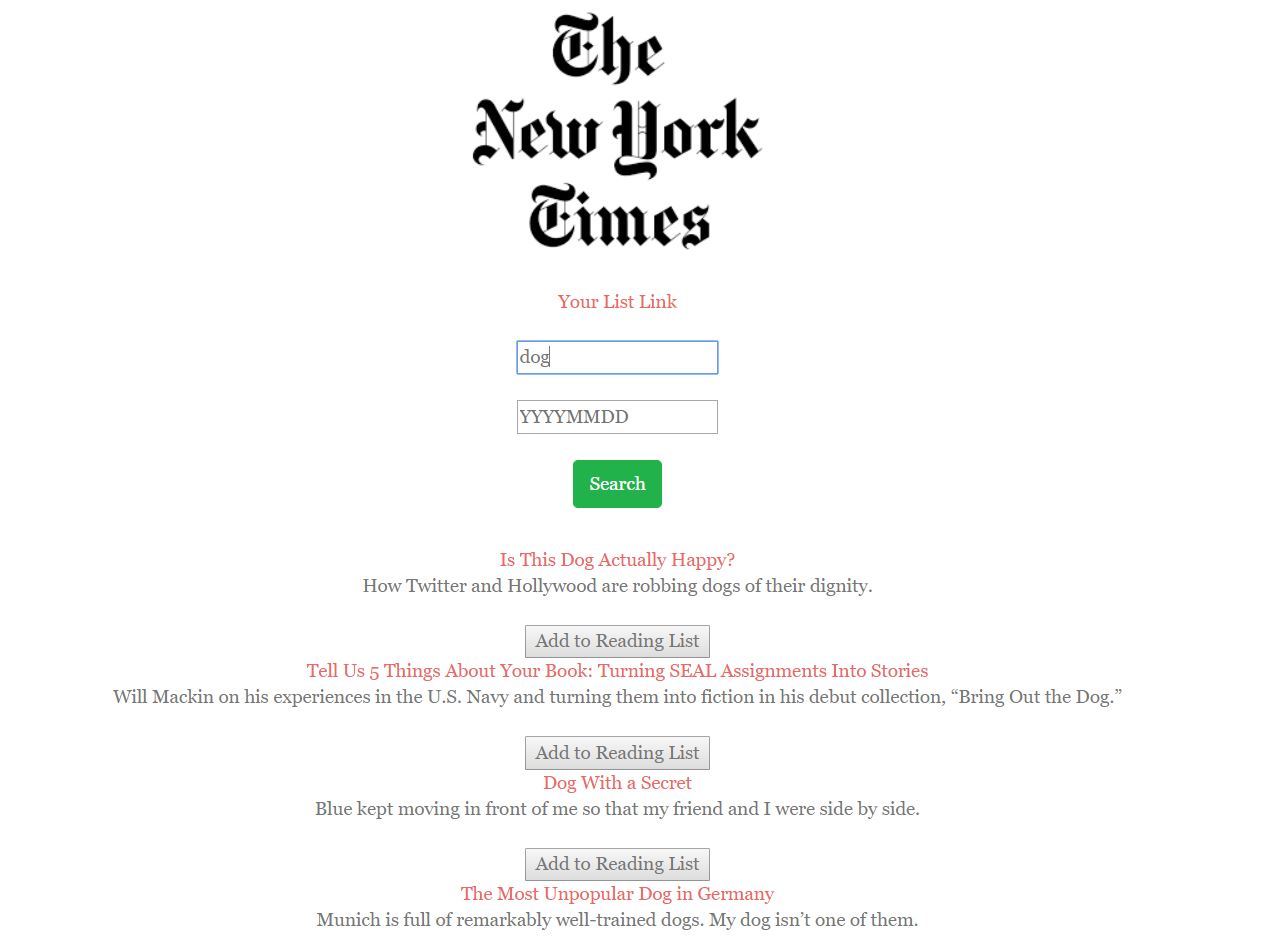 The
New York
Times
Your List Link
dog
YYYYMMDD
Search
Is This Dog Actually Happy?
How Twitter and Hollywood are robbing dogs of their dignity.
Add to Reading List
Tell Us 5 Things About Your Book: Turning SEAL Assignments Into Stories
Will Mackin on his experiences in the U.S. Navy and turning them into fiction in his debut collection, “Bring Out the Dog.”
Add to Reading List
Dog With a Secret
Blue kept moving in front of me so that my friend and I were side by side.
Add to Reading List
The Most Unpopular Dog in Germany
Munich is full of remarkably well-trained dogs. My dog isn’t one of them.